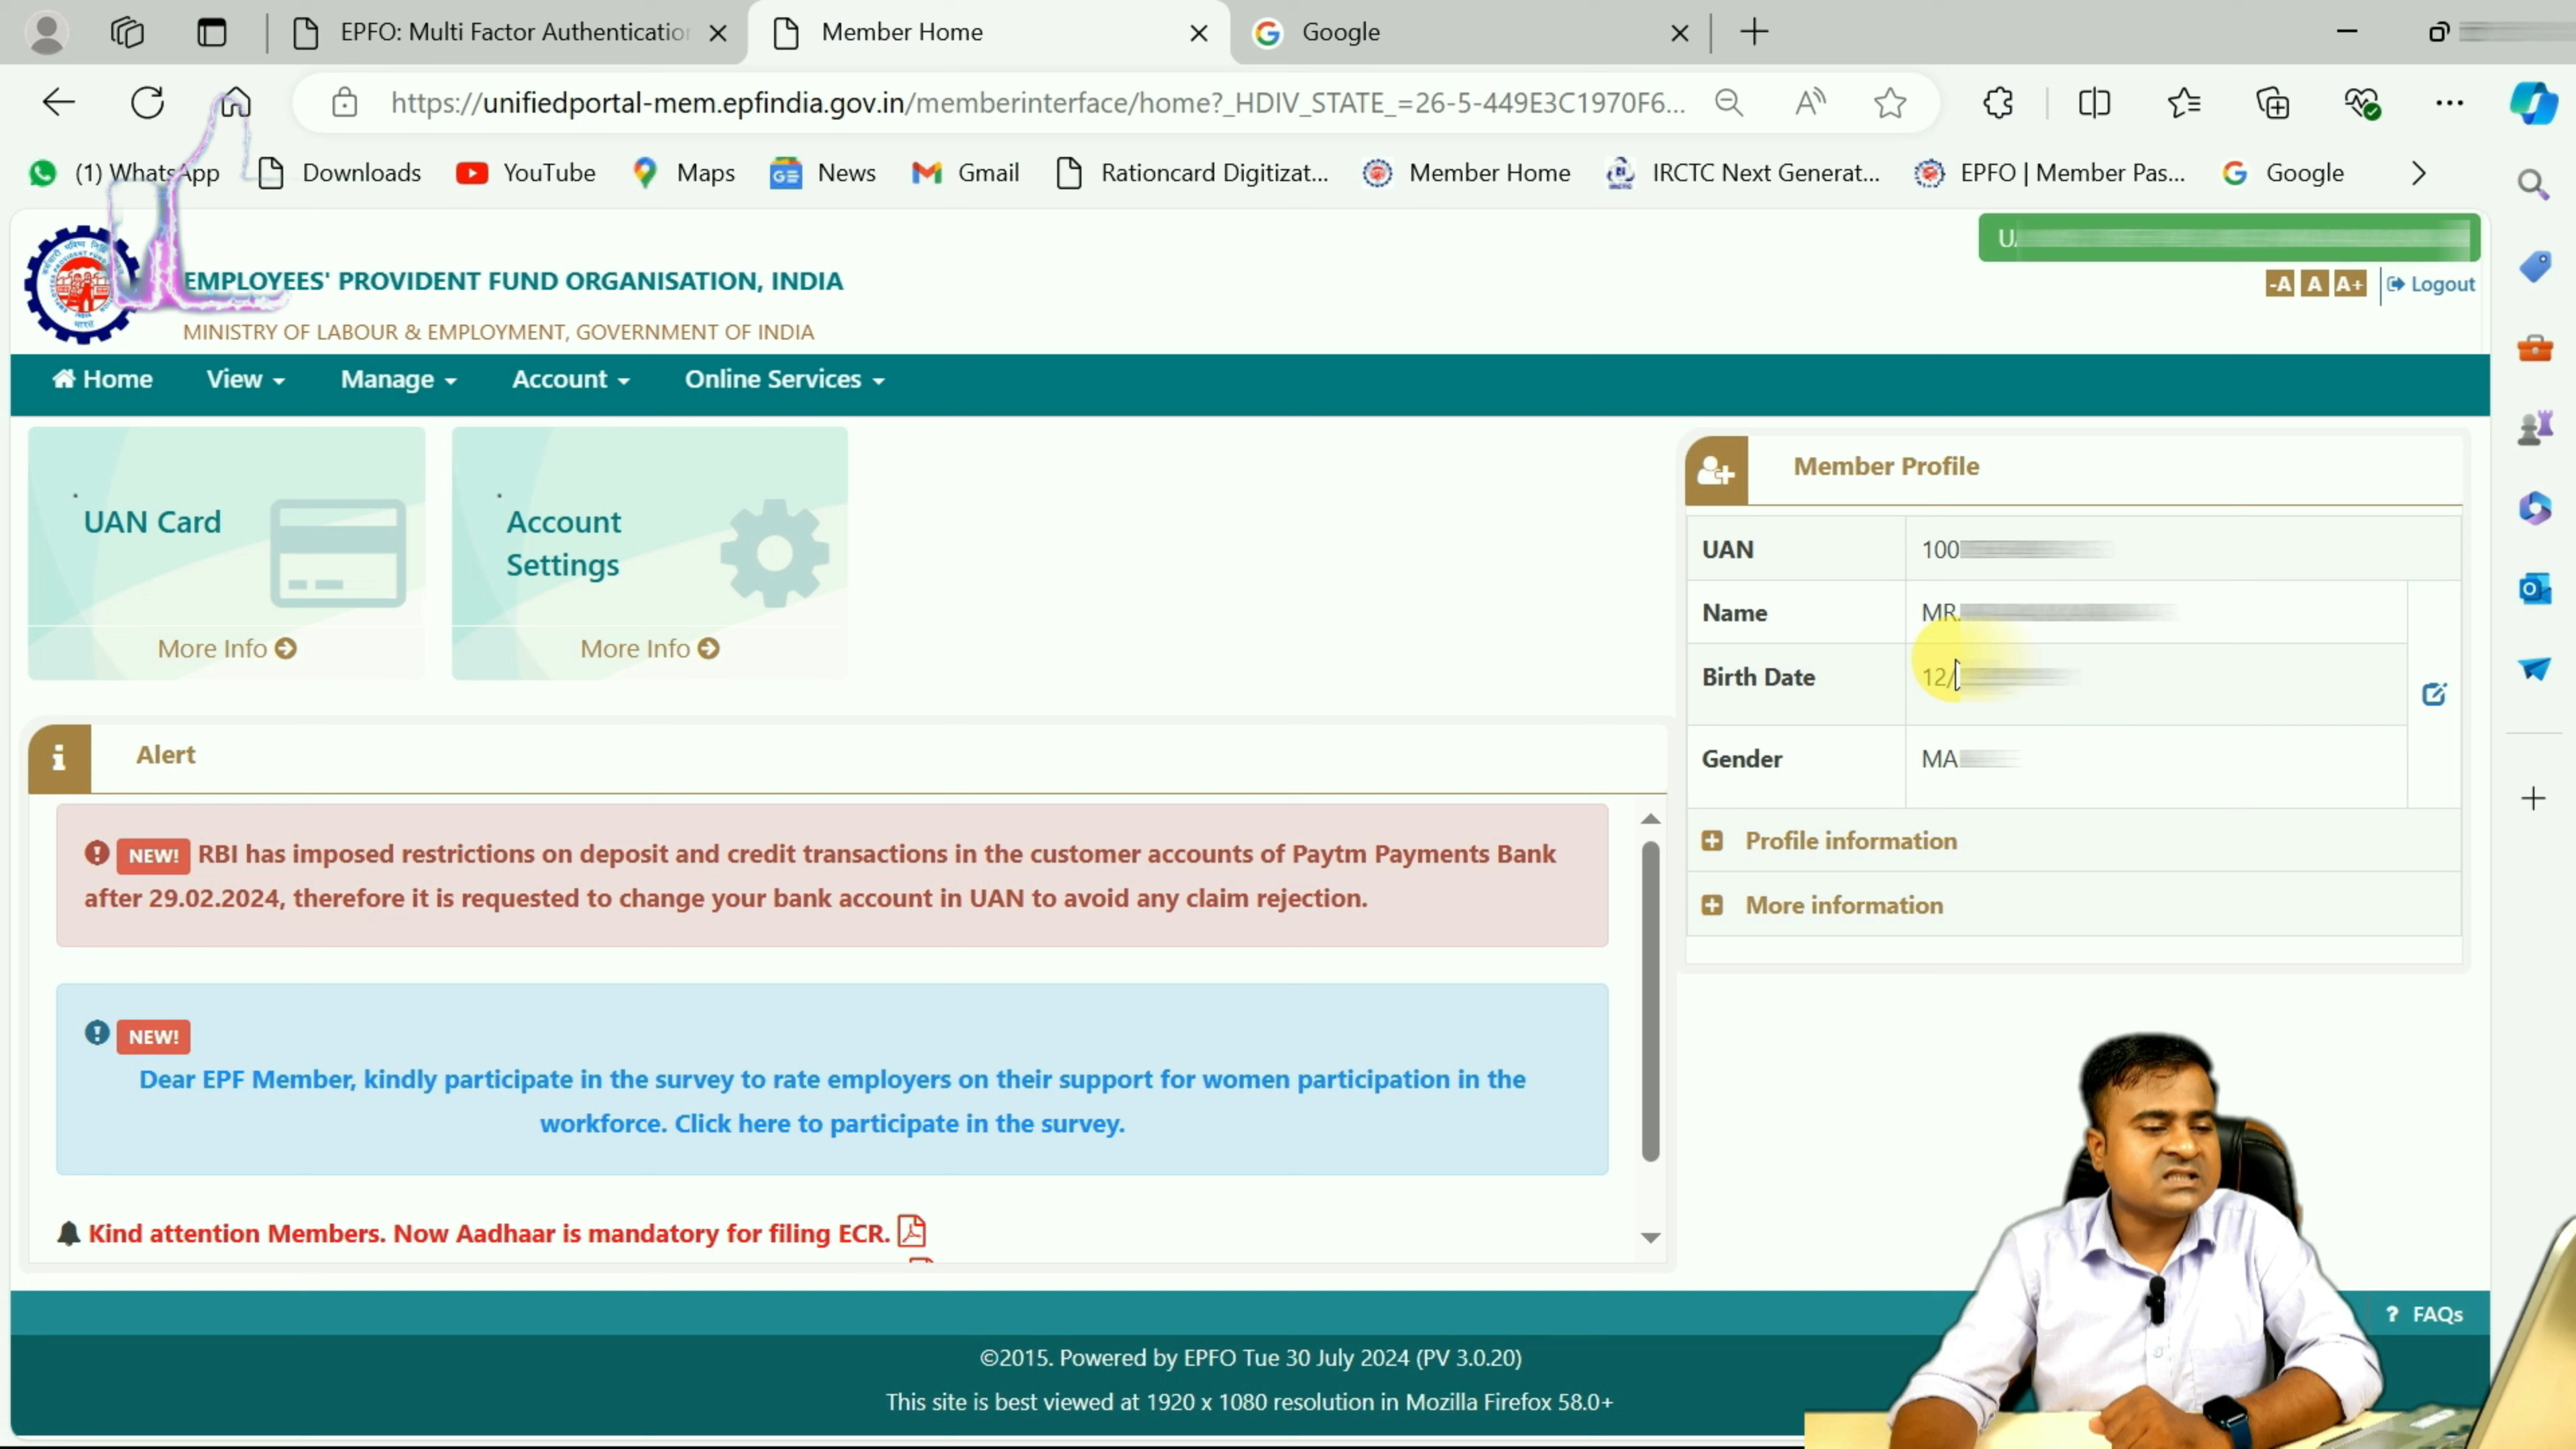 EPFO: Multi Factor Authentication
Member Home
Google
https://unifiedportal-mem.epfindia.gov.in/memberinterface/home?_HDIV_STATE_=26-5-449E3C1970F6...
(1) WhatsApp
Downloads
YouTube
Maps
News
Gmail
Rationcard Digitizat...
Member Home
IRCTC Next Generat...
EPFO | Member Pas...
Google
EMPLOYEES' PROVIDENT FUND ORGANISATION, INDIA
MINISTRY OF LABOUR & EMPLOYMENT, GOVERNMENT OF INDIA
-A A A+ Logout
Home
View
Manage
Account
Online Services
UAN Card
More Info
Account
Settings
More Info
Member Profile
UAN 100
Name MR.
Birth Date 12/
Gender MA
Profile information
More information
Alert
NEW! RBI has imposed restrictions on deposit and credit transactions in the customer accounts of Paytm Payments Bank
after 29.02.2024, therefore it is requested to change your bank account in UAN to avoid any claim rejection.
NEW!
Dear EPF Member, kindly participate in the survey to rate employers on their support for women participation in the
workforce. Click here to participate in the survey.
Kind attention Members. Now Aadhaar is mandatory for filing ECR.
? FAQs
©2015. Powered by EPFO Tue 30 July 2024 (PV 3.0.20)
This site is best viewed at 1920 x 1080 resolution in Mozilla Firefox 58.0+